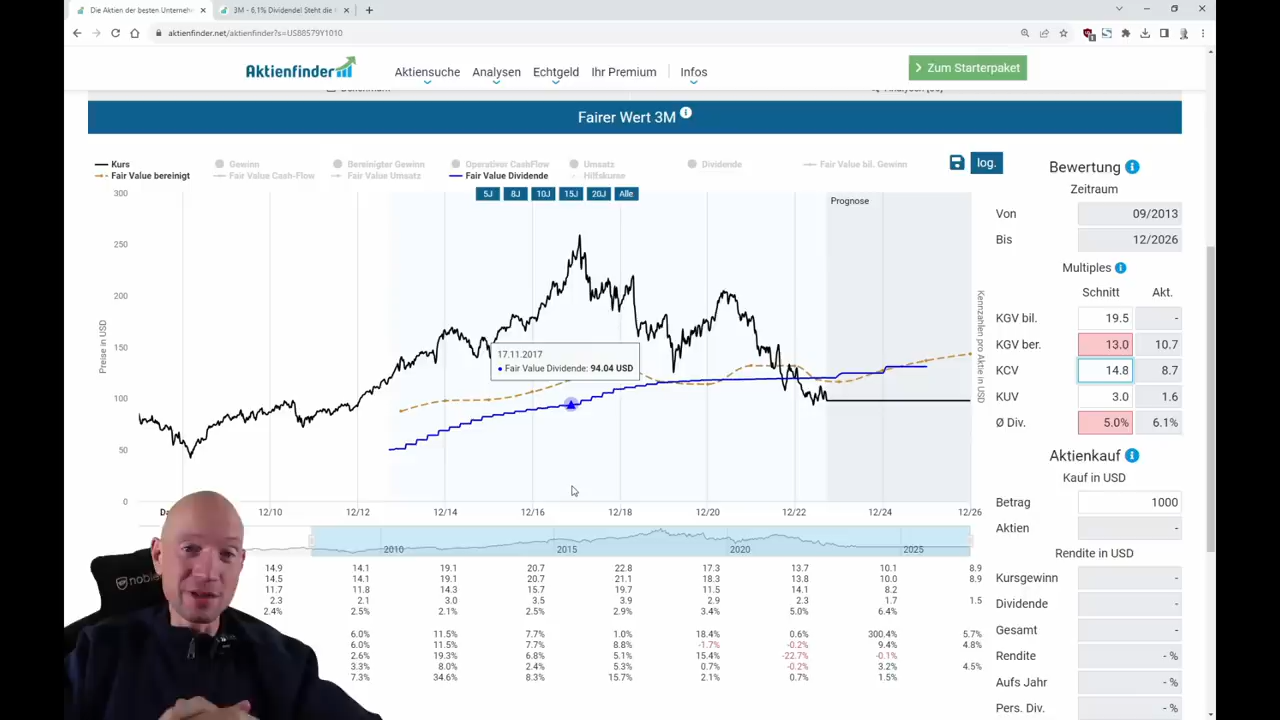 Die Aktien der besten Unterneh
3M - 6,1% Dividende! Steht die
aktienfinder.net/aktienfinder?s=US88579Y1010
Aktienfinder
Aktiensuche Analysen Echtgeld Ihr Premium Infos
Zum Starterpaket
Fairer Wert 3M
Kurs Gewinn Bereinigter Gewinn Operativer CashFlow Umsatz Dividende Fair Value bil. Gewinn
Fair Value bereinigt Fair Value Cash-Flow Fair Value Umsatz Fair Value Dividende Hilfskurse
log.
5J 8J 10J 15J 20J Alle
Prognose
Preise in USD
300
250
200
150
100
50
0
17.11.2017
Fair Value Dividende: 94.04 USD
Kennzahlen pro Aktie in USD
Da 12/10 12/12 12/14 12/16 12/18 12/20 12/22 12/24 12/26
2010 2015 2020 2025
14.9 14.1 19.1 20.7 22.8 17.3 13.7 10.1 8.9
14.5 14.1 19.1 20.7 21.1 18.3 13.8 10.0 8.9
11.7 11.8 14.3 15.7 19.7 11.5 14.1 8.2
2.3 2.1 3.0 3.5 3.9 2.9 2.3 1.7 1.5
2.4% 2.5% 2.1% 2.5% 2.9% 3.4% 5.0% 6.4%
6.0% 11.5% 7.7% 1.0% 18.4% 0.6% 300.4% 5.7%
6.0% 11.5% 7.7% 8.8% -1.7% -0.2% 9.4% 4.8%
2.6% 19.3% 6.8% 5.1% 15.4% -22.7% -0.1%
3.3% 8.0% 2.4% 5.3% 0.7% -0.2% 3.2% 4.5%
7.3% 34.6% 8.3% 15.7% 2.1% 0.7% 1.5%
noble
Bewertung
Zeitraum
Von 09/2013
Bis 12/2026
Multiples
Schnitt Akt.
KGV bil. 19.5 -
KGV ber. 13.0 10.7
KCV 14.8 8.7
KUV 3.0 1.6
Ø Div. 5.0% 6.1%
Aktienkauf
Kauf in USD
Betrag 1000
Aktien -
Rendite in USD
Kursgewinn -
Dividende -
Gesamt -
Rendite - %
Aufs Jahr - %
Pers. Div. - %